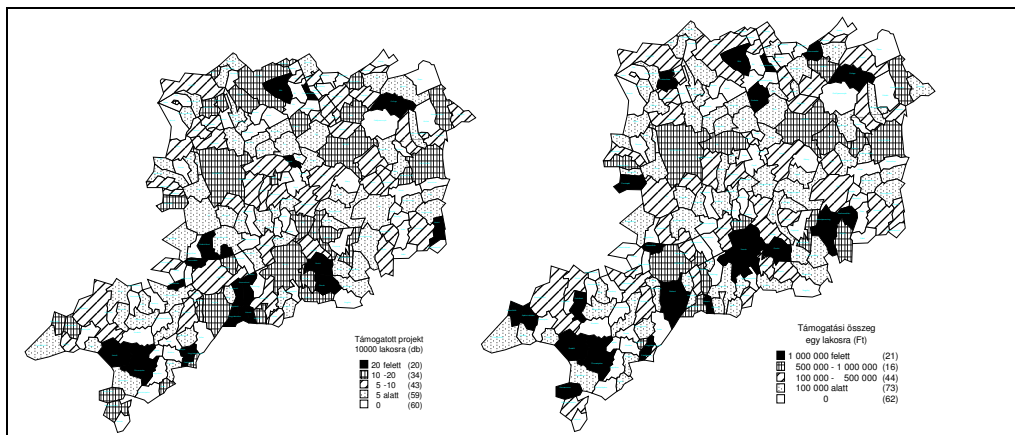 Támogatott projekt
10000 lakosra (db)
20 felett (20)
10 -20 (34)
5 -10 (43)
5 alatt (59)
0 (60)
Támogatási összeg
egy lakosra (Ft)
1 000 000 felett (21)
500 000 - 1 000 000 (16)
100 000 - 500 000 (44)
100 000 alatt (73)
0 (62)